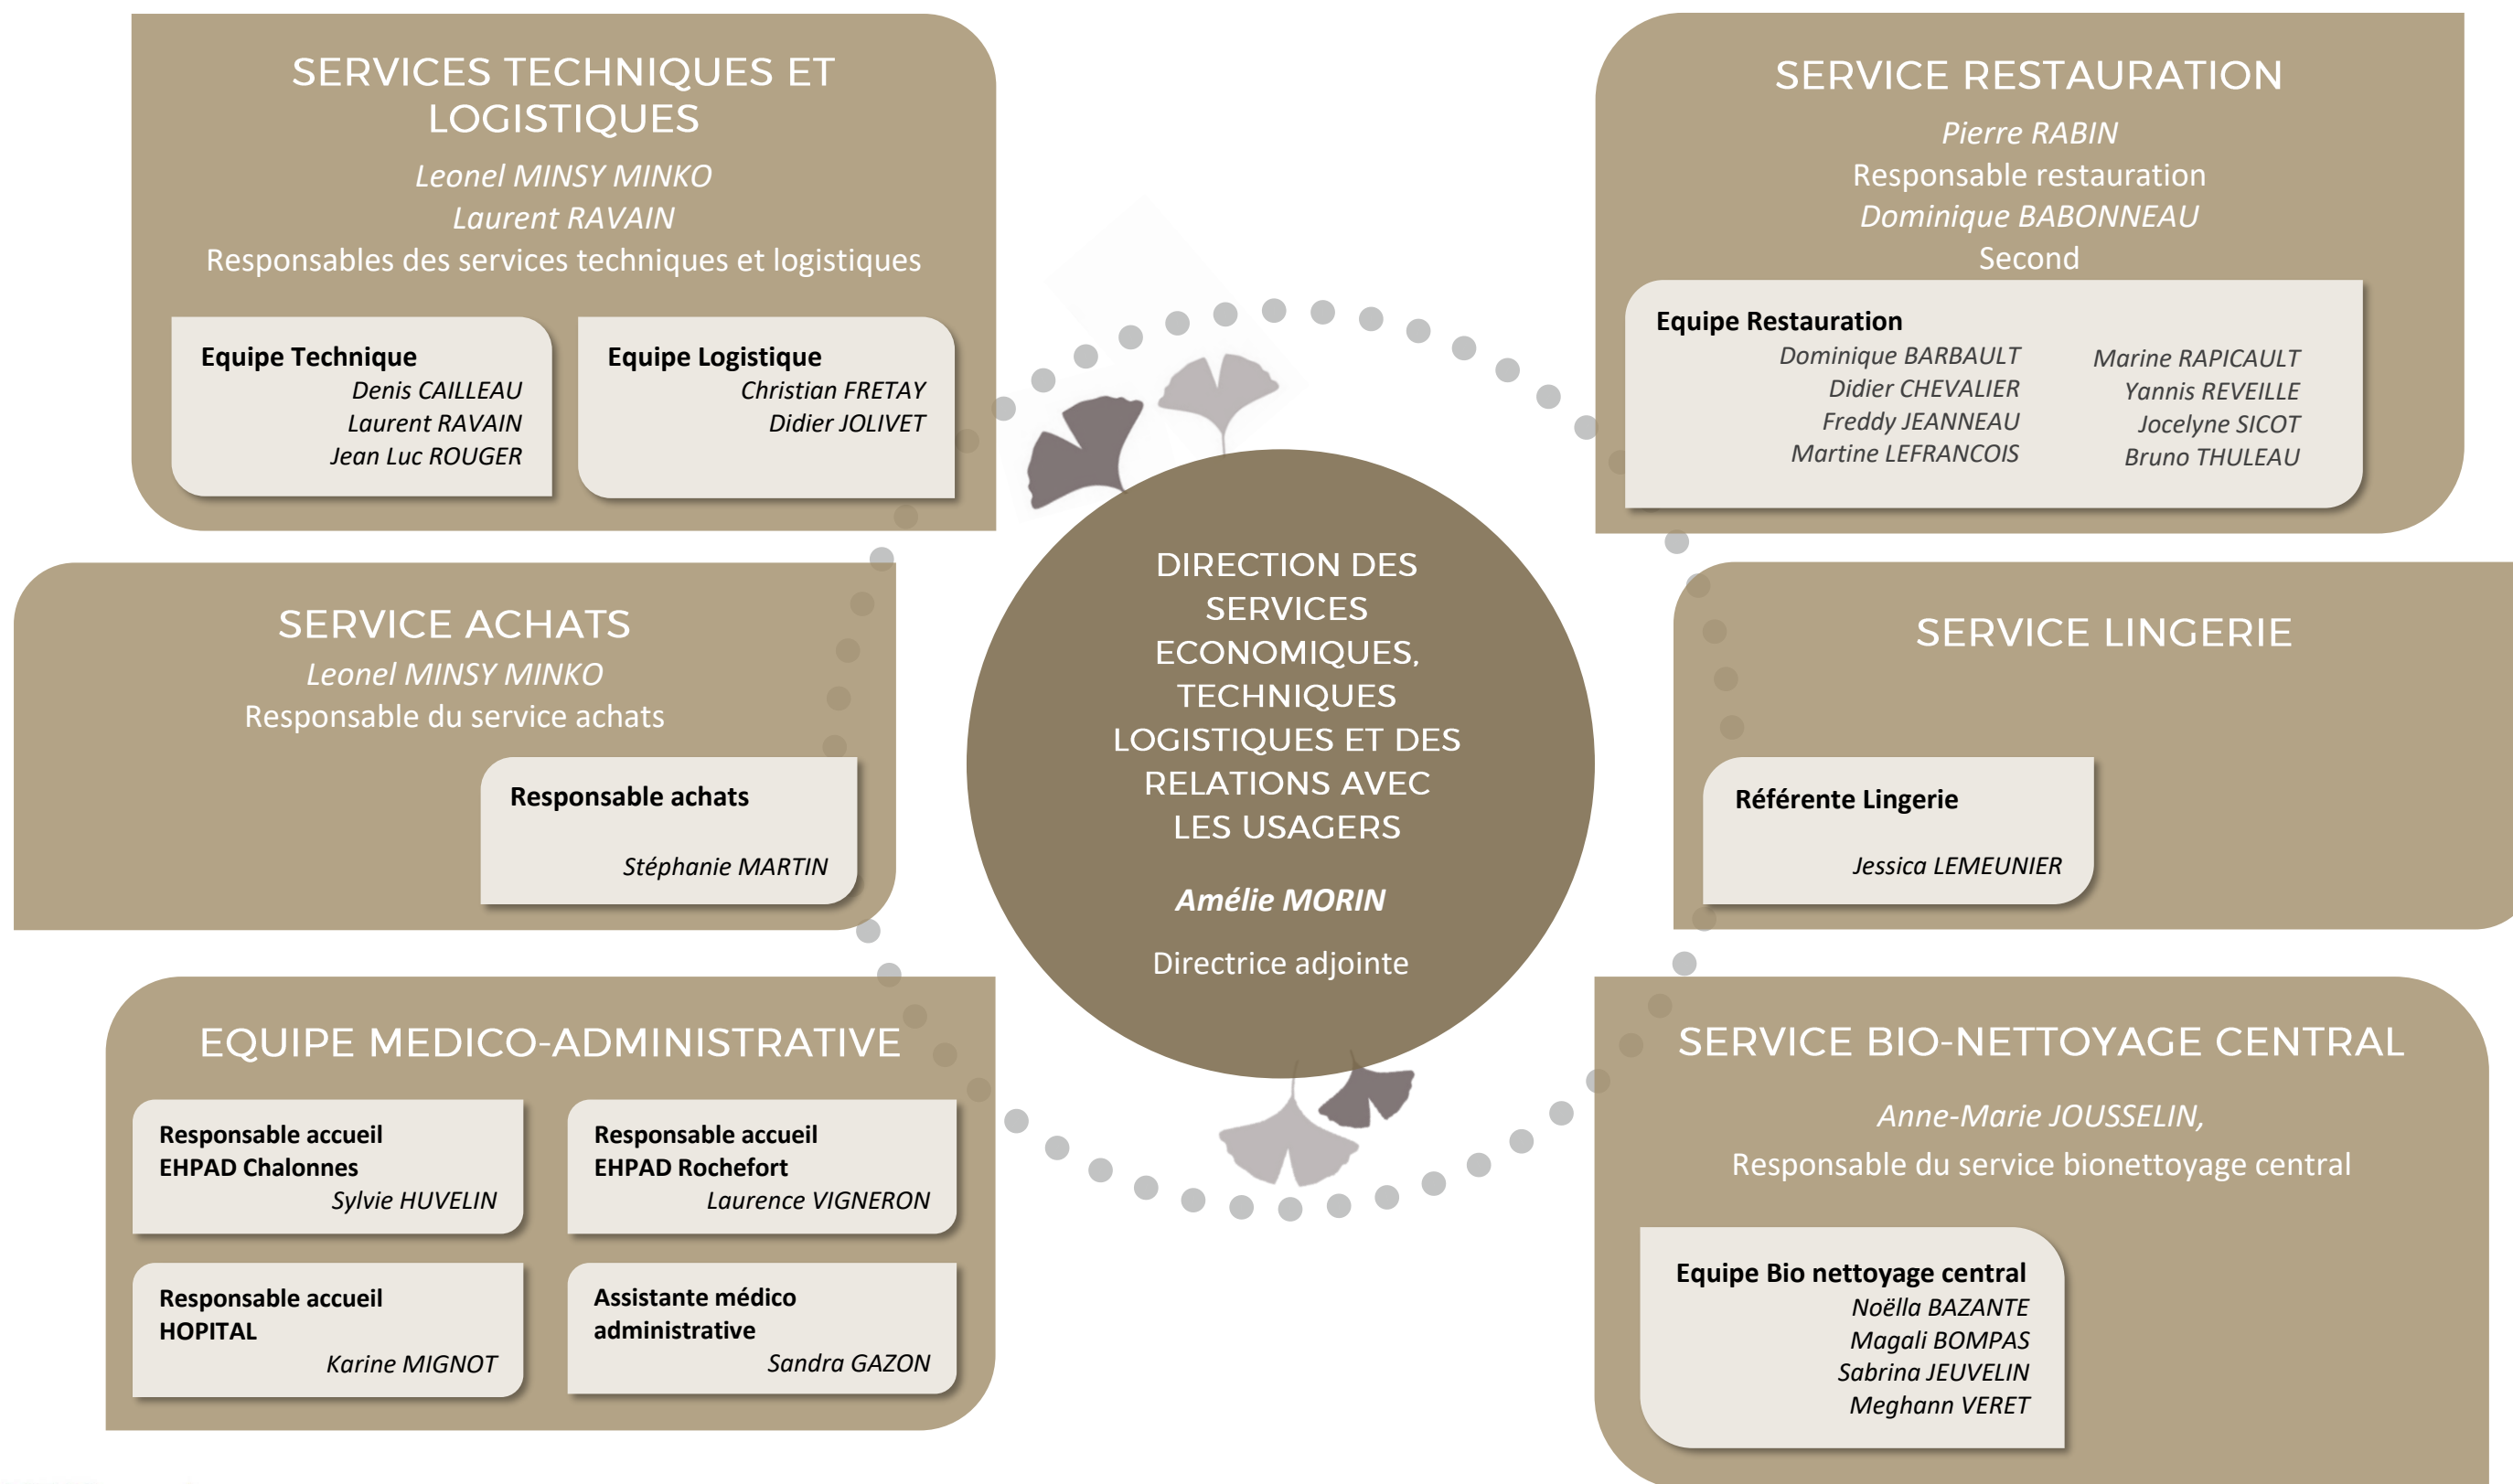 SERVICES TECHNIQUES ET
LOGISTIQUES
Leonel MINSY MINKO
Laurent RAVAIN
Responsables des services techniques et logistiques
Equipe Technique
Denis CAILLEAU
Laurent RAVAIN
Jean Luc ROUGER
Equipe Logistique
Christian FRETAY
Didier JOLIVET
SERVICE RESTAURATION
Pierre RABIN
Responsable restauration
Dominique BABONNEAU
Second
Equipe Restauration
Dominique BARBAULT
Didier CHEVALIER
Freddy JEANNEAU
Martine LEFRANCOIS
Marine RAPICAULT
Yannis REVEILLE
Jocelyne SICOT
Bruno THULEAU
SERVICE ACHATS
Leonel MINSY MINKO
Responsable du service achats
Responsable achats
Stéphanie MARTIN
DIRECTION DES
SERVICES
ECONOMIQUES,
TECHNIQUES
LOGISTIQUES ET DES
RELATIONS AVEC
LES USAGERS
Amélie MORIN
Directrice adjointe
SERVICE LINGERIE
Référente Lingerie
Jessica LEMEUNIER
EQUIPE MEDICO-ADMINISTRATIVE
Responsable accueil
EHPAD Chalonnes
Sylvie HUVELIN
Responsable accueil
EHPAD Rochefort
Laurence VIGNERON
Responsable accueil
HOPITAL
Karine MIGNOT
Assistante médico
administrative
Sandra GAZON
SERVICE BIO-NETTOYAGE CENTRAL
Anne-Marie JOUSSELIN,
Responsable du service bionettoyage central
Equipe Bio nettoyage central
Noëlla BAZANTE
Magali BOMPAS
Sabrina JEUVELIN
Meghann VERET